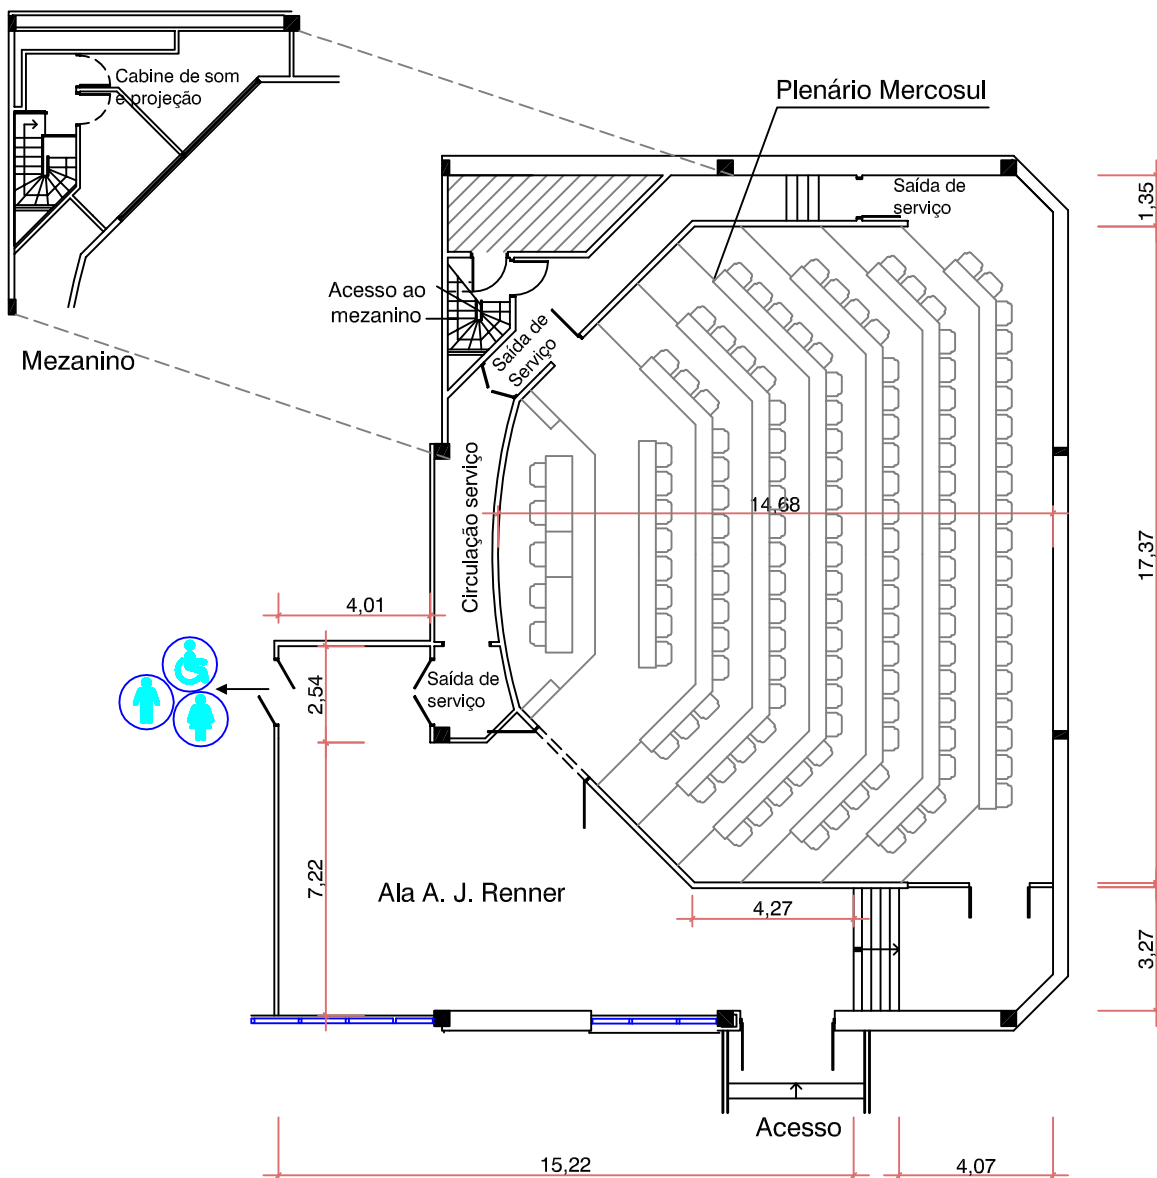 Cabine de som
e projeção
Plenário Mercosul
Saída de
serviço
1,35
Acesso ao
mezanino
Saída de
Serviço
Mezanino
Circulação serviço
14,68
17,37
4,01
2,54
Saída de
serviço
7,22
Ala A. J. Renner
4,27
3,27
Acesso
15,22
4,07